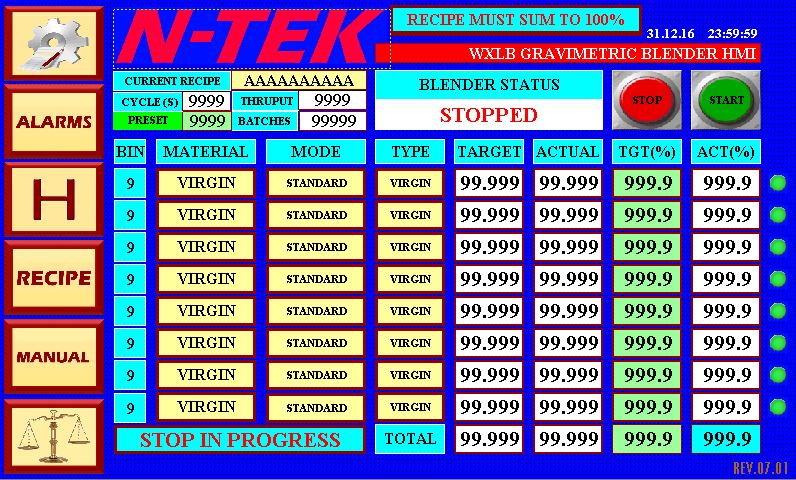 N-TEK
RECIPE MUST SUM TO 100%
31.12.16 23:59:59
WXLB GRAVIMETRIC BLENDER HMI
CURRENT RECIPE AAAAAAAAAA
CYCLE (S) 9999 THRUPUT 9999
PRESET 9999 BATCHES 99999
BLENDER STATUS
STOPPED
STOP
START
ALARMS
H
RECIPE
MANUAL
BIN MATERIAL MODE TYPE TARGET ACTUAL TGT(%) ACT(%)
9 VIRGIN STANDARD VIRGIN 99.999 99.999 999.9 999.9
9 VIRGIN STANDARD VIRGIN 99.999 99.999 999.9 999.9
9 VIRGIN STANDARD VIRGIN 99.999 99.999 999.9 999.9
9 VIRGIN STANDARD VIRGIN 99.999 99.999 999.9 999.9
9 VIRGIN STANDARD VIRGIN 99.999 99.999 999.9 999.9
9 VIRGIN STANDARD VIRGIN 99.999 99.999 999.9 999.9
9 VIRGIN STANDARD VIRGIN 99.999 99.999 999.9 999.9
9 VIRGIN STANDARD VIRGIN 99.999 99.999 999.9 999.9
STOP IN PROGRESS TOTAL 99.999 99.999 999.9 999.9
REV.07.01